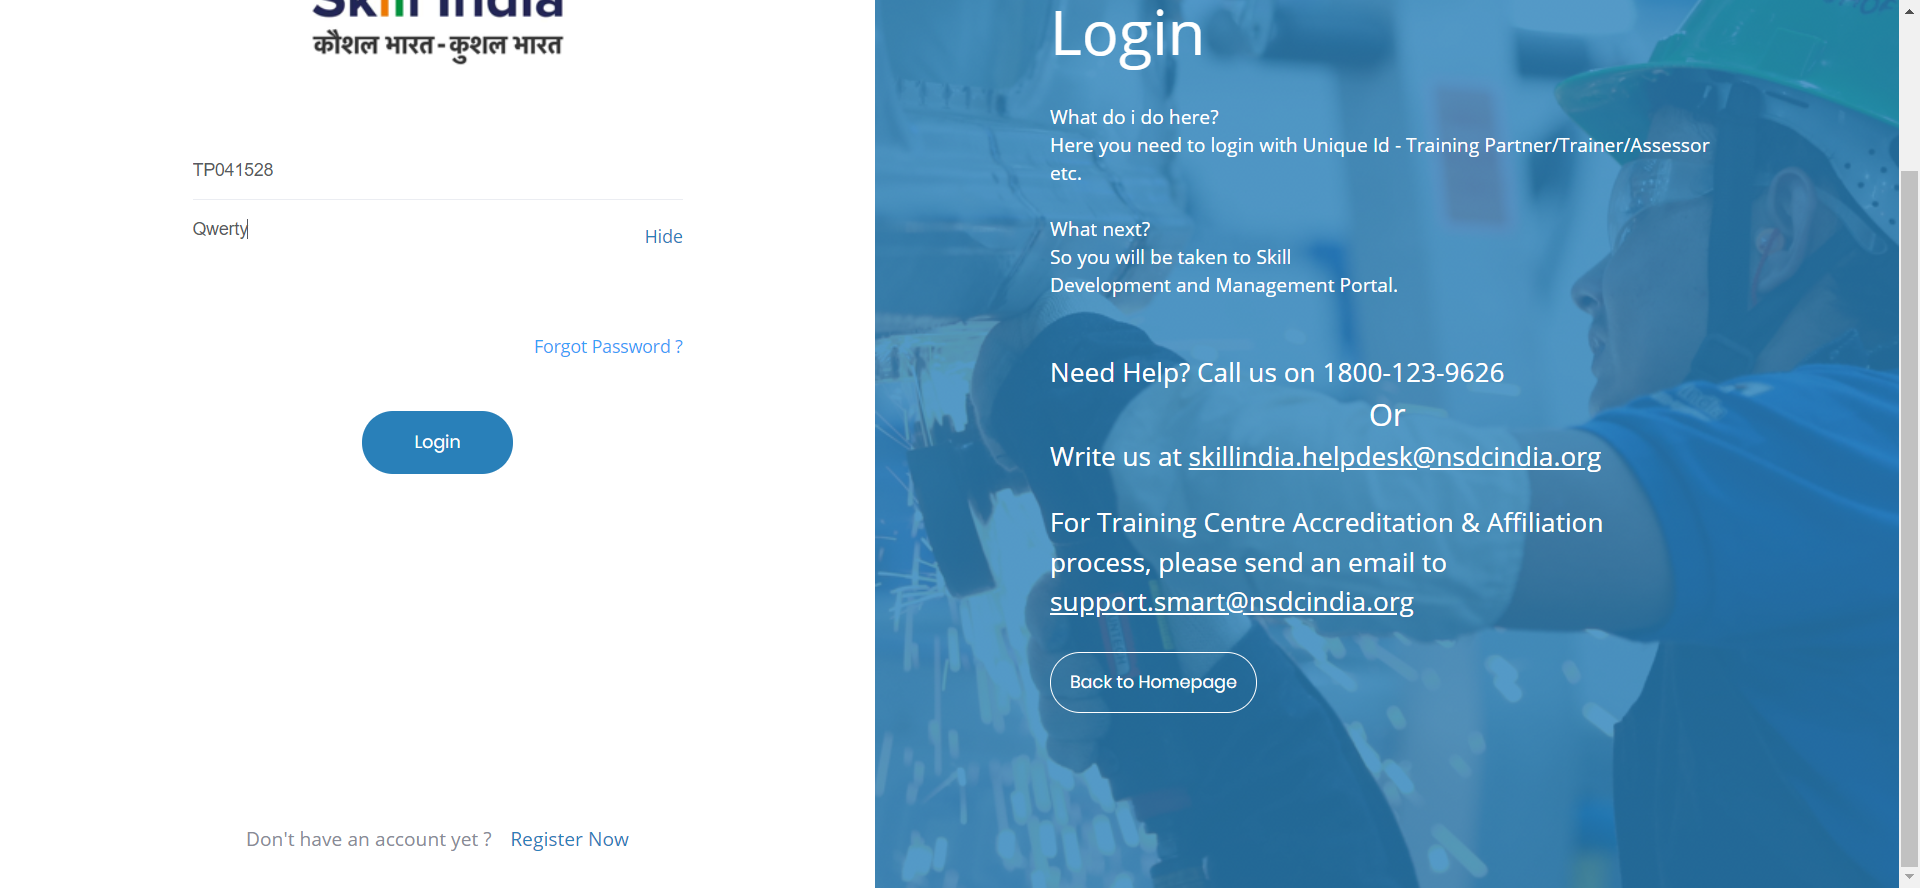 Skill India
कौशल भारत - कुशल भारत
TP041528
Qwerty
Hide
Forgot Password ?
Login
Don't have an account yet ? Register Now
Login
What do i do here?
Here you need to login with Unique Id - Training Partner/Trainer/Assessor
etc.
What next?
So you will be taken to Skill
Development and Management Portal.
Need Help? Call us on 1800-123-9626
Or
Write us at skillindia.helpdesk@nsdcindia.org
For Training Centre Accreditation & Affiliation
process, please send an email to
support.smart@nsdcindia.org
Back to Homepage